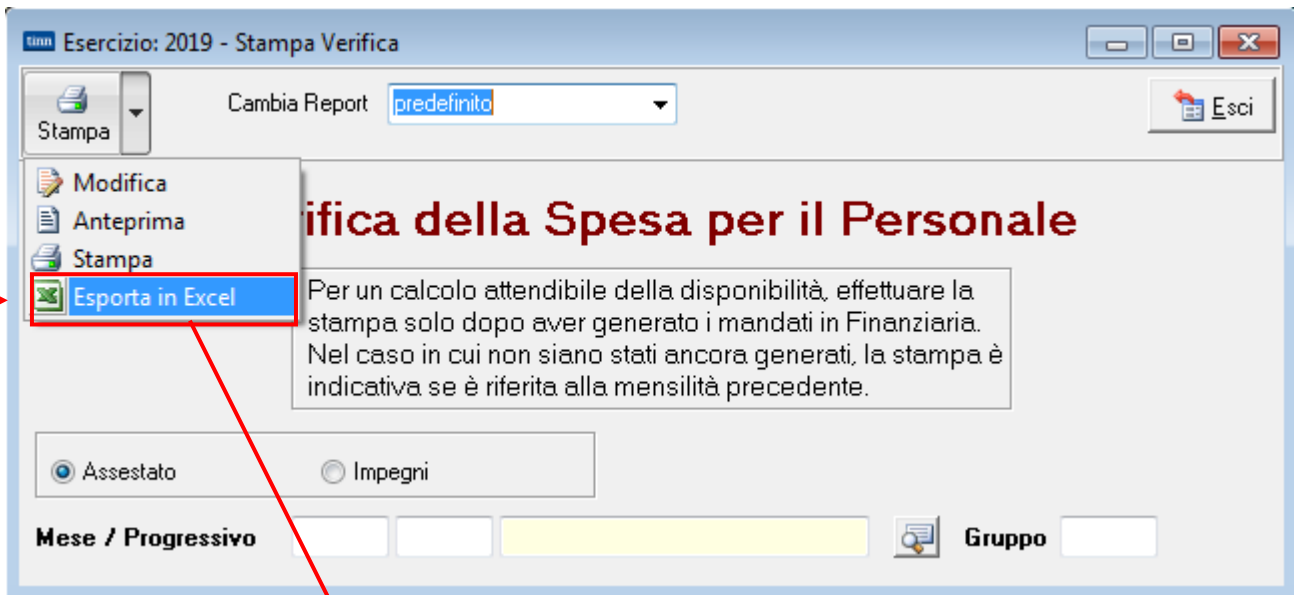 tinn Esercizio: 2019 - Stampa Verifica
Stampa
Cambia Report predefinito
Esci
Modifica
Anteprima
Stampa
Esporta in Excel
ifica della Spesa per il Personale
Per un calcolo attendibile della disponibilità, effettuare la
stampa solo dopo aver generato i mandati in Finanziaria.
Nel caso in cui non siano stati ancora generati, la stampa è
indicativa se è riferita alla mensilità precedente.
Assestato Impegni
Mese / Progressivo Gruppo